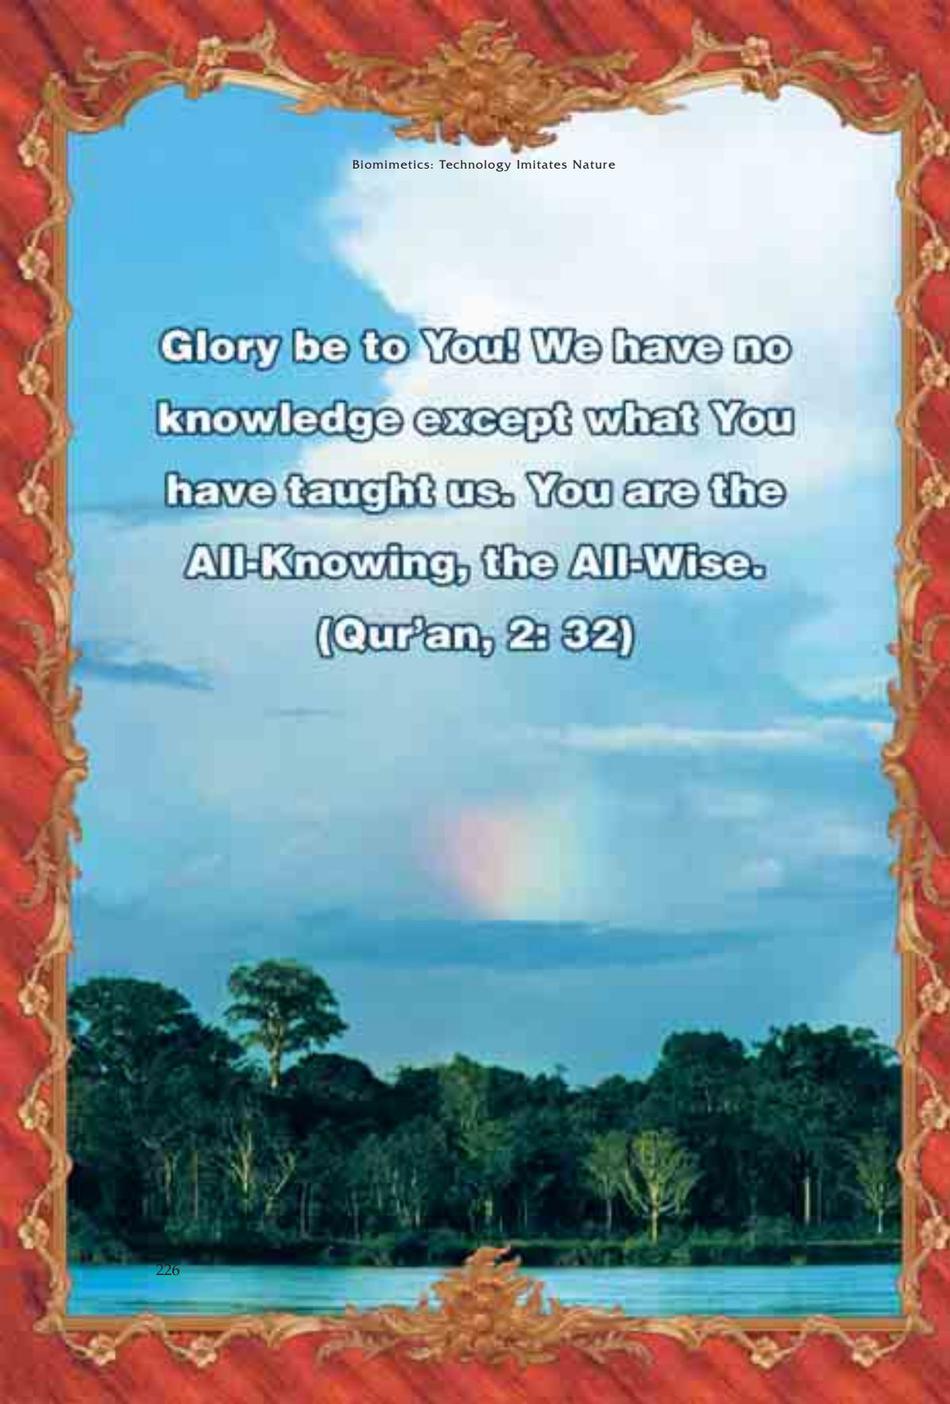 Biomimetics: Technology Imitates Nature
Glory be to You! We have no
knowledge except what You
have taught us. You are the
All-Knowing, the All-Wise.
(Qur’an, 2: 32)
226